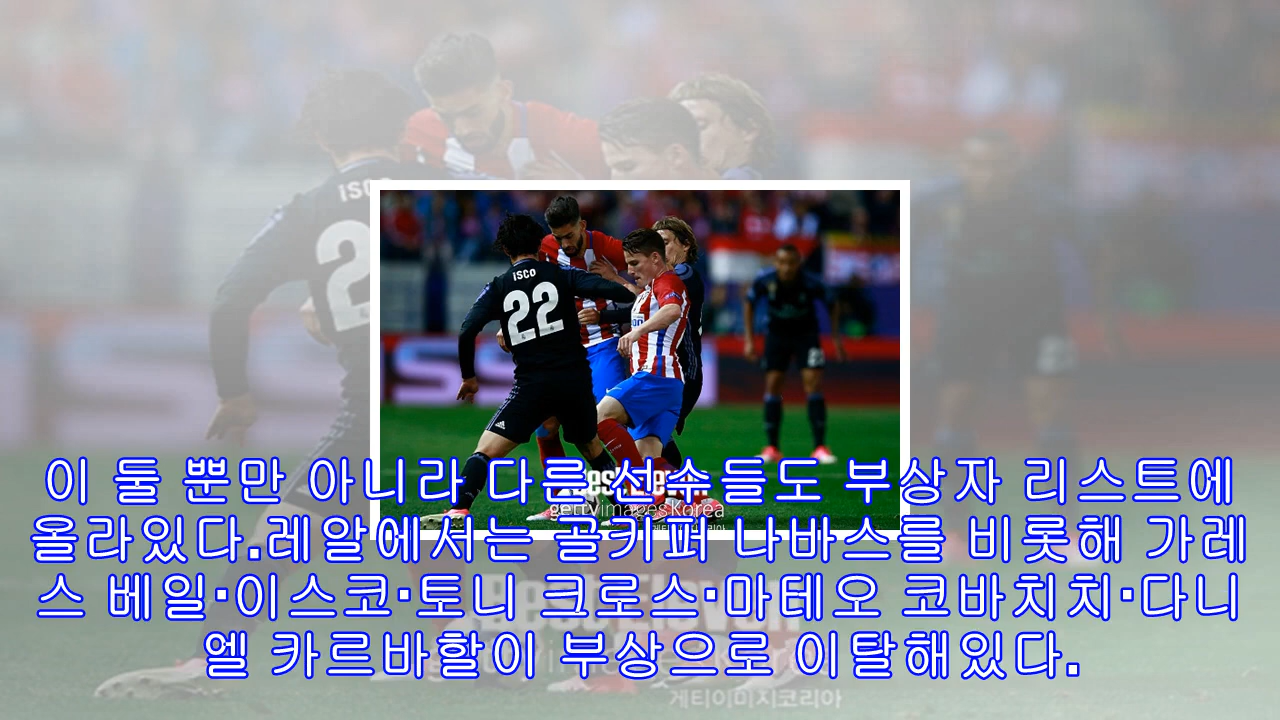 ISCO
22
BestEleven
gettyimagesKorea
이 둘 뿐만 아니라 다른 선수들도 부상자 리스트에
올라있다.레알에서는 골키퍼 나바스를 비롯해 가레
스 베일·이스코·토니 크로스·마테오 코바치치·다니
엘 카르바할이 부상으로 이탈해있다.
게티이미지코리아